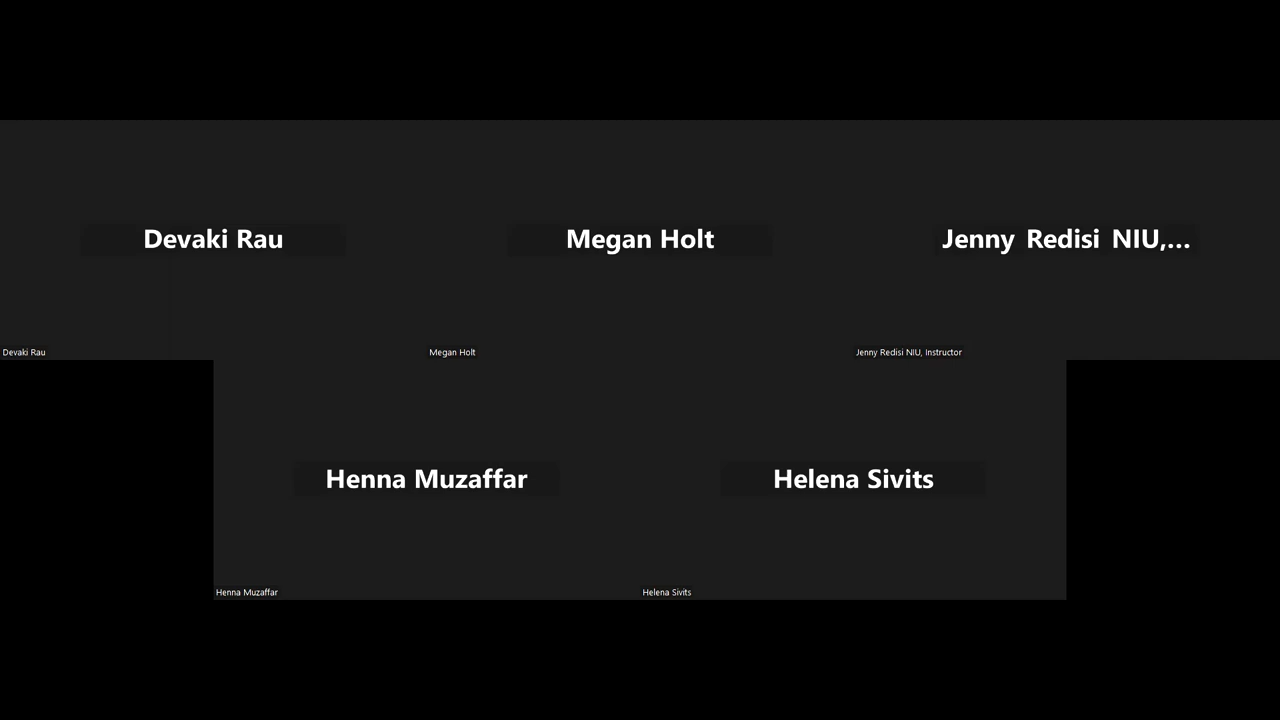 Devaki Rau
Megan Holt
Jenny Redisi NIU,...
Devaki Rau
Megan Holt
Jenny Redisi NIU, Instructor
Henna Muzaffar
Helena Sivits
Henna Muzaffar
Helena Sivits